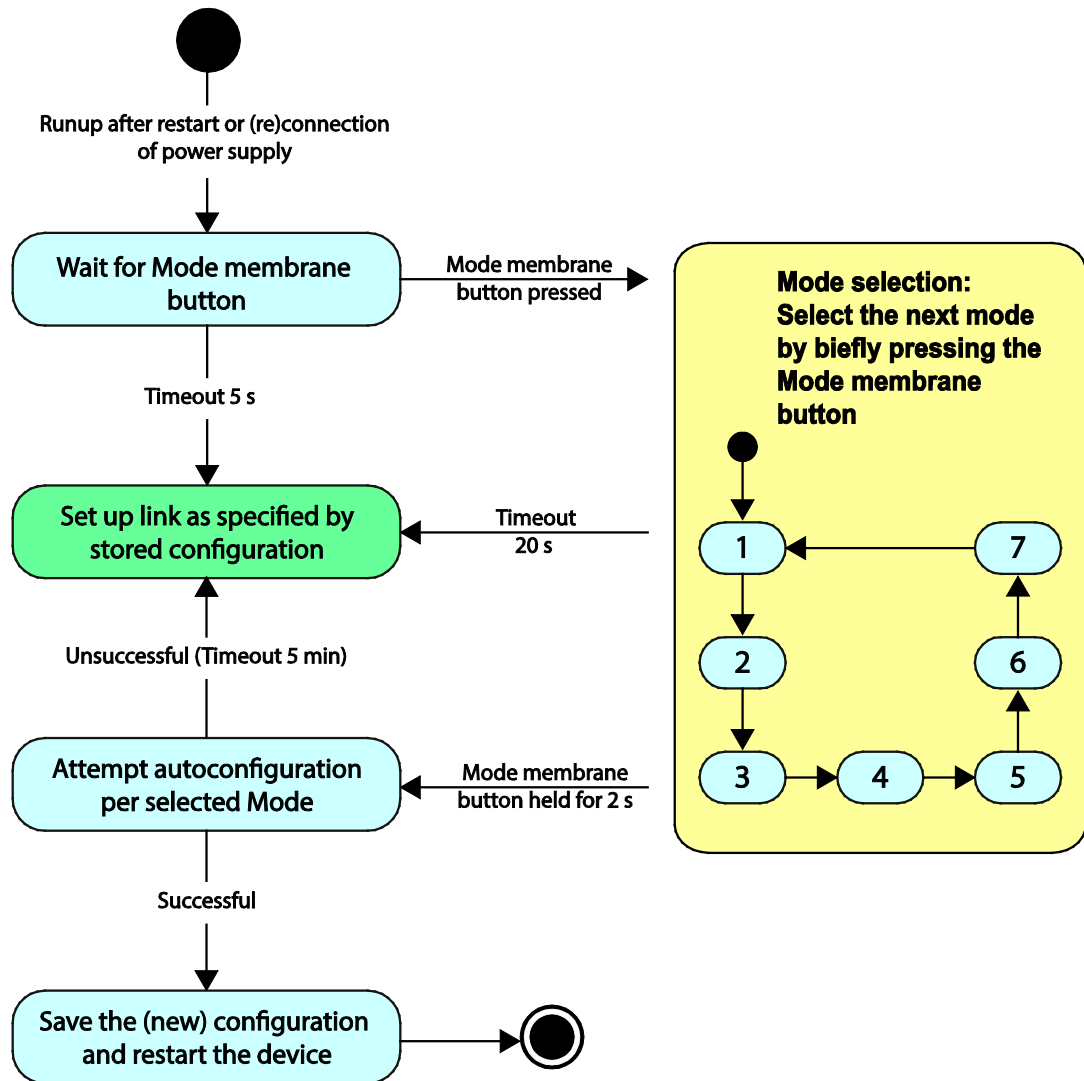 Runup after restart or (re)connection
of power supply
Wait for Mode membrane
button
Mode membrane
button pressed
Mode selection:
Select the next mode
by biefly pressing the
Mode membrane
button
Timeout 5 s
Set up link as specified by
stored configuration
Timeout
20 s
1
7
2
6
3
4
5
Unsuccessful (Timeout 5 min)
Attempt autoconfiguration
per selected Mode
Mode membrane
button held for 2 s
Successful
Save the (new) configuration
and restart the device